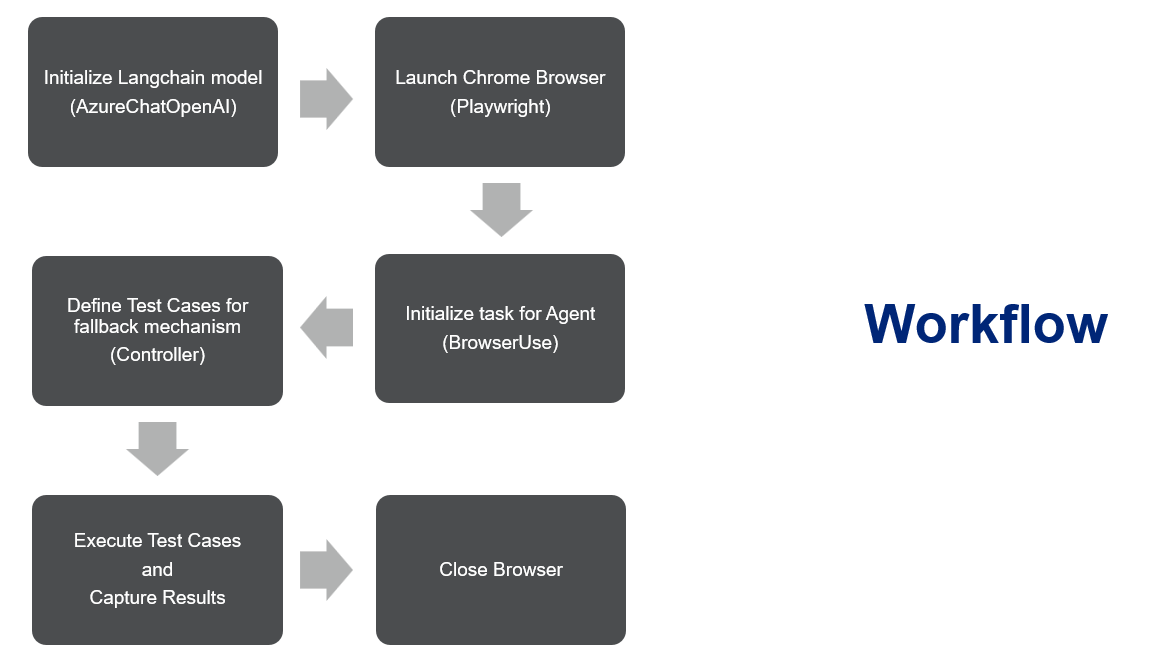 Initialize Langchain model
(AzureChatOpenAI)
Launch Chrome Browser
(Playwright)
Initialize task for Agent
(BrowserUse)
Define Test Cases for
fallback mechanism
(Controller)
Execute Test Cases
and
Capture Results
Close Browser
Workflow